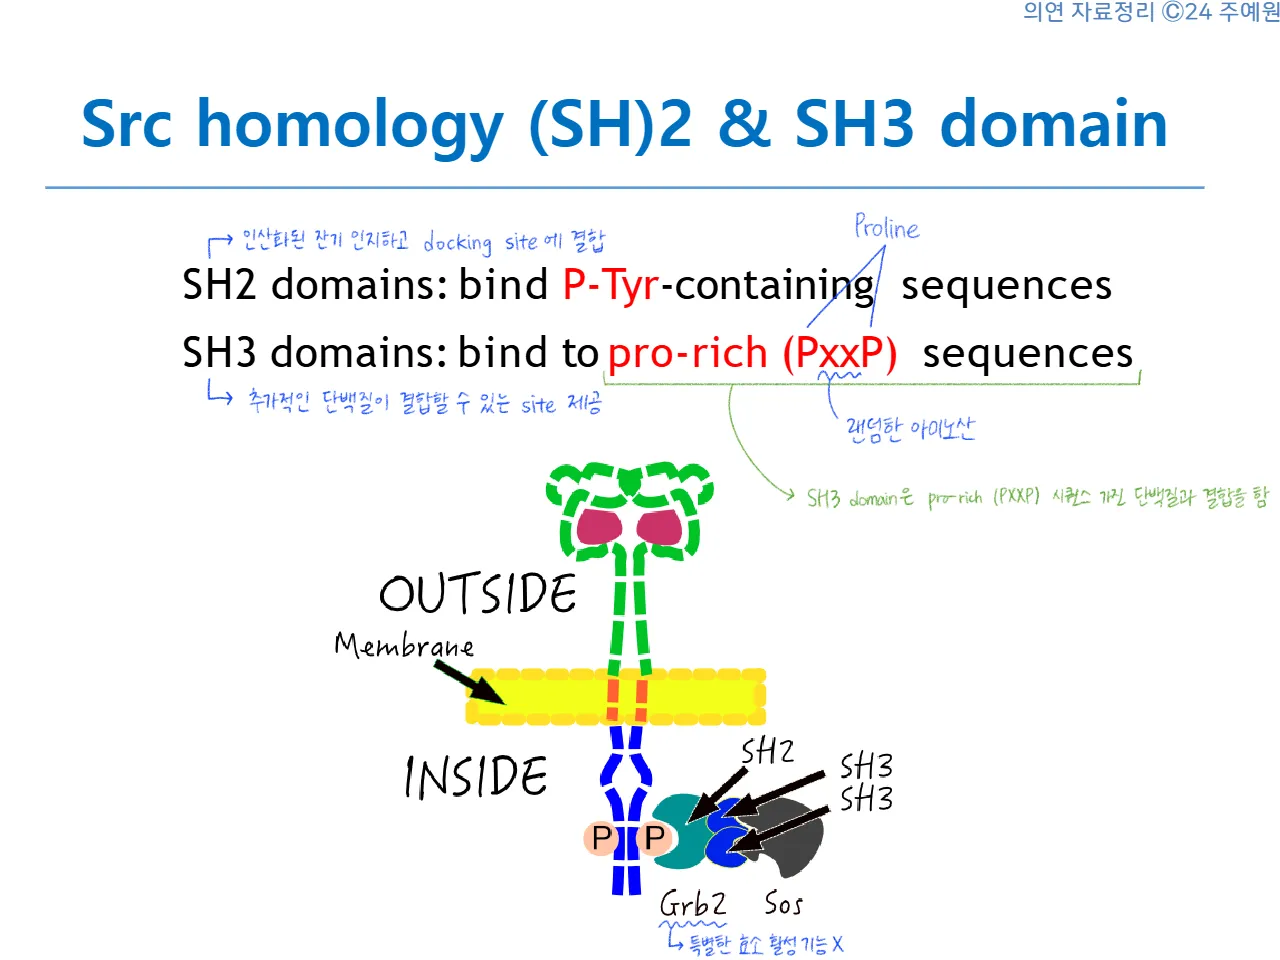 의연 자료정리 Ⓒ24 주예원
Src homology (SH)2 & SH3 domain
인산화된 잔기 인지하고 docking site에 결합
Proline
SH2 domains: bind P-Tyr-containing sequences
SH3 domains: bind to pro-rich (PxxP) sequences
추가적인 단백질이 결합할 수 있는 site 제공
랜덤한 아미노산
SH3 domain은 pro-rich (PXXP) 시퀀스 가진 단백질과 결합을 함
OUTSIDE
Membrane
INSIDE
SH2
SH3
SH3
P
P
Grb2
Sos
특별한 효소 활성 기능 X